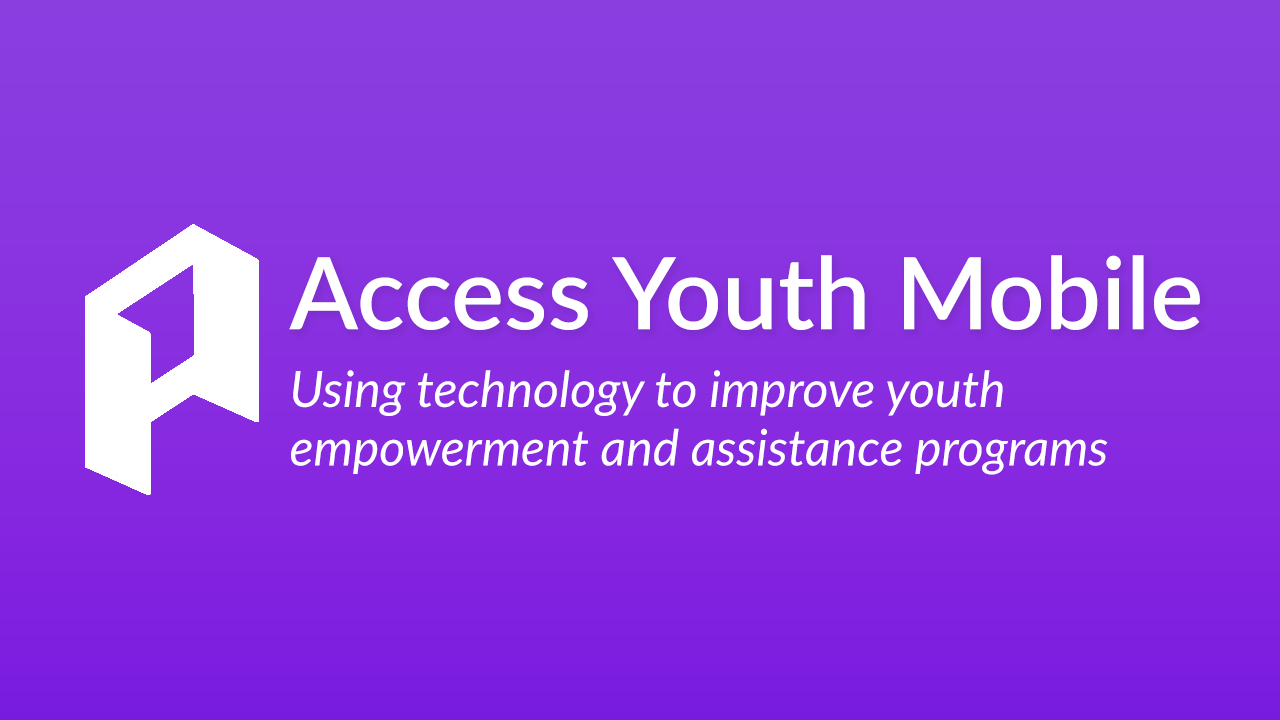 Access Youth Mobile
Using technology to improve youth
empowerment and assistance programs